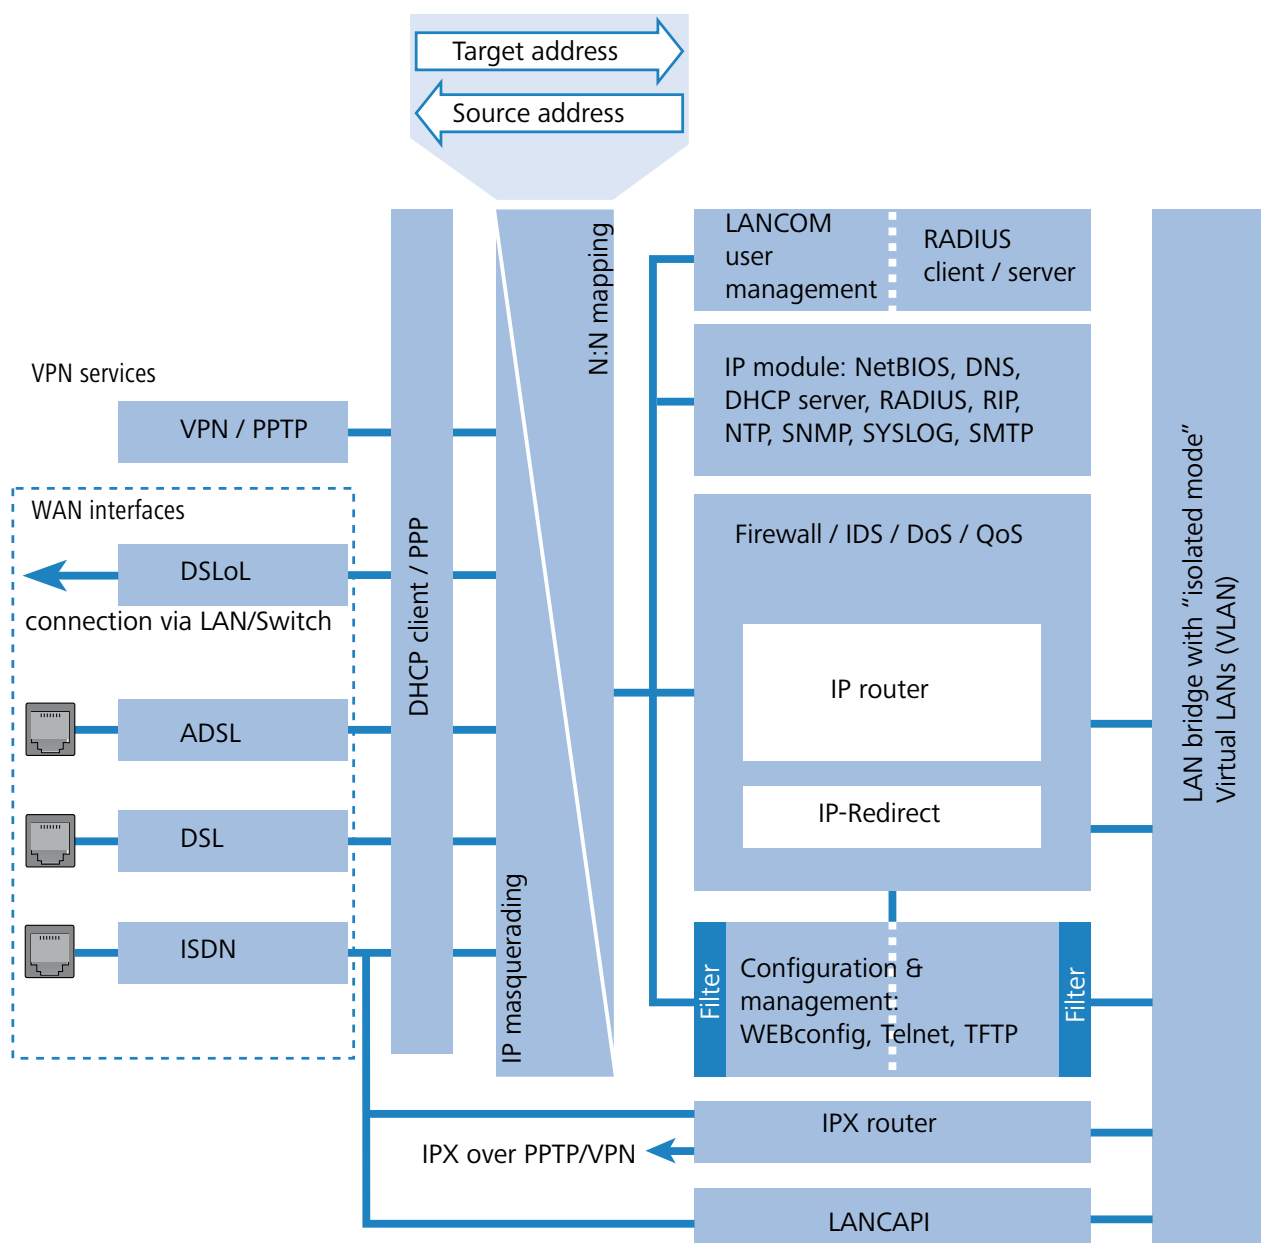 Target address
Source address
LANCOM
user
management
RADIUS
client / server
N:N mapping
IP module: NetBIOS, DNS,
DHCP server, RADIUS, RIP,
NTP, SNMP, SYSLOG, SMTP
VPN services
VPN / PPTP
WAN interfaces
DSLoL
connection via LAN/Switch
ADSL
DSL
ISDN
DHCP client / PPP
IP masquerading
Firewall / IDS / DoS / QoS
IP router
IP-Redirect
Filter
Configuration &
management:
WEBconfig, Telnet, TFTP
Filter
IPX router
IPX over PPTP/VPN
LANCAPI
LAN bridge with “isolated mode”
Virtual LANs (VLAN)